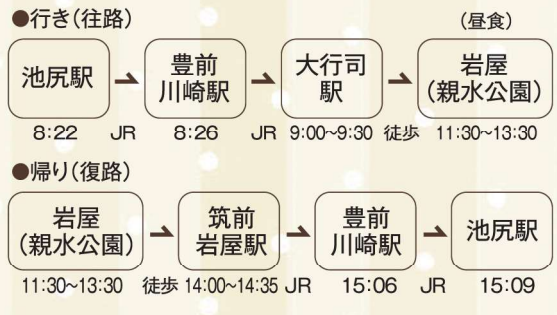 ●行き(往路)
(昼食)
池尻駅
豊前
川崎駅
大行司
駅
岩屋
(親水公園)
8:22 JR 8:26 JR 9:00~9:30 徒歩 11:30~13:30
●帰り(復路)
岩屋
(親水公園)
筑前
岩屋駅
豊前
川崎駅
池尻駅
11:30~13:30 徒歩 14:00~14:35 JR 15:06 JR 15:09